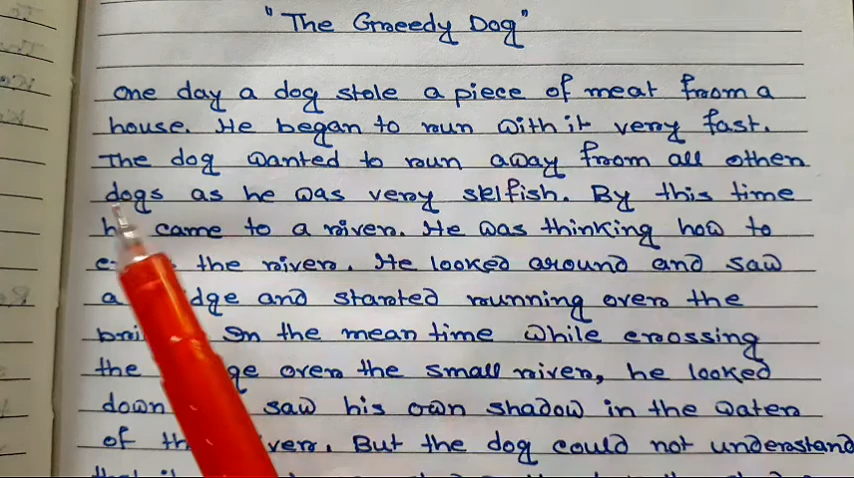 "The Greedy Dog"
One day a dog stole a piece of meat from a
house. He began to run with it very fast.
The dog wanted to run away from all other
dogs as he was very selfish. By this time
came to a river. He was thinking how to
the river. He looked around and saw
a and started running over the
In the mean time while crossing
the over the small river, he looked
down saw his own shadow in the water
of But the dog could not understand